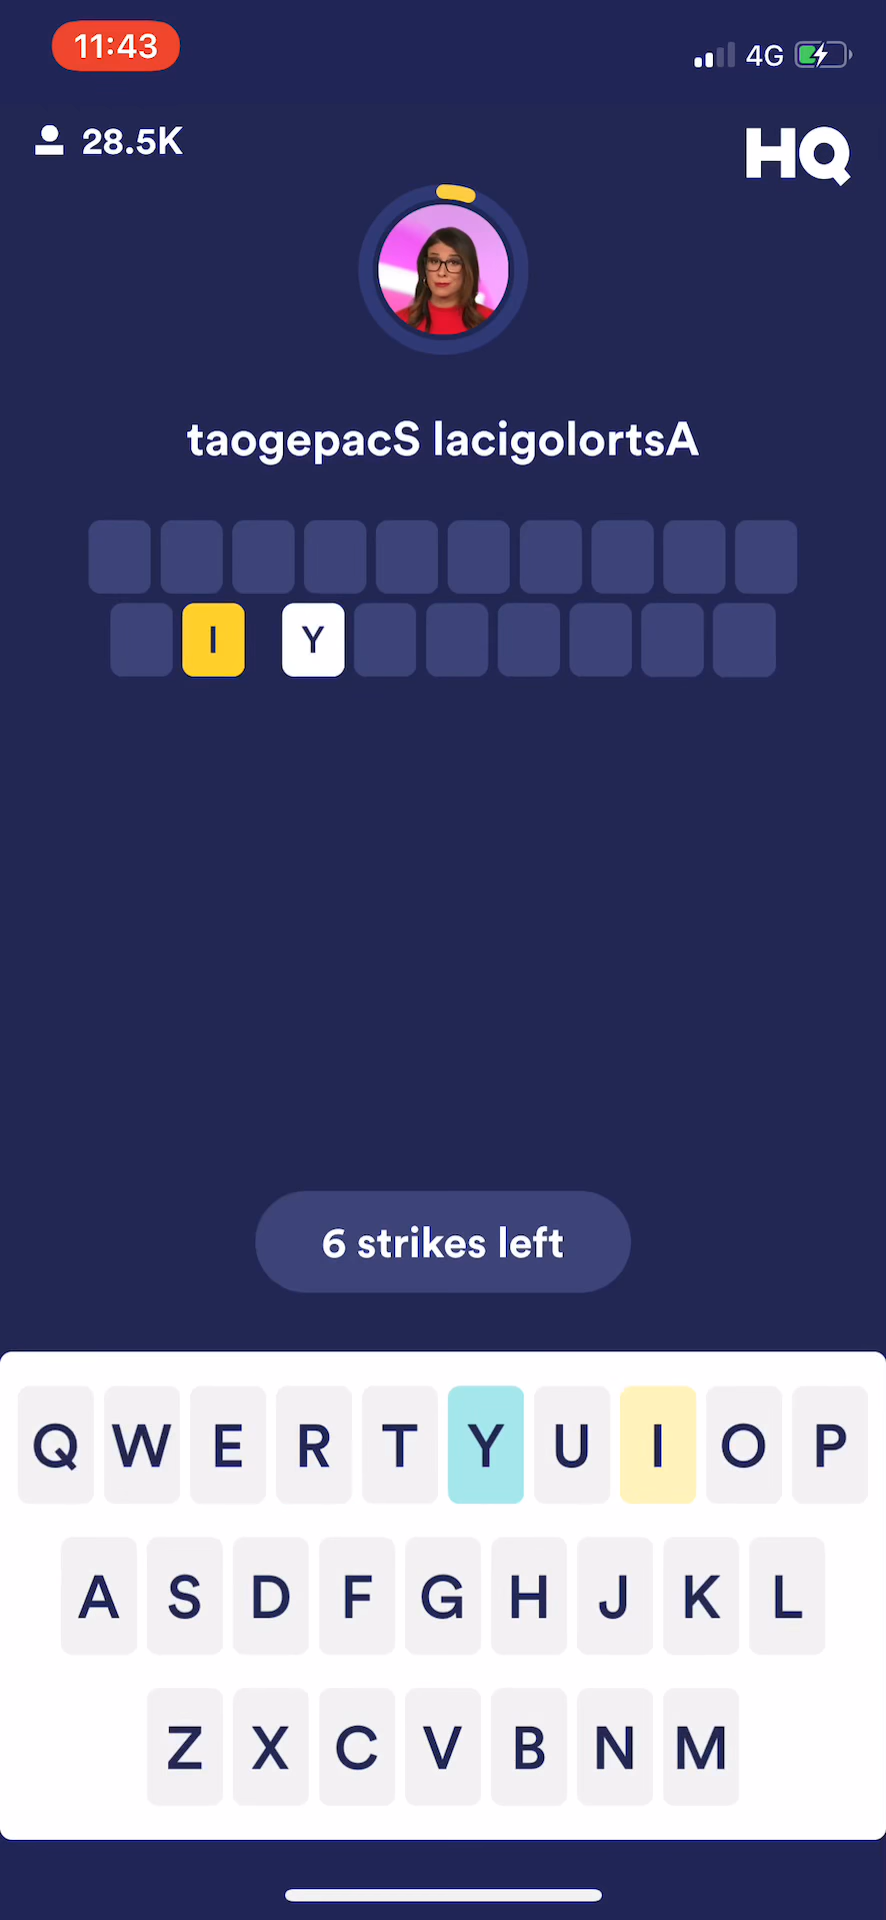 11:43
4G
28.5K
HQ
taogepacS lacigolortsA
I Y
6 strikes left
Q W E R T Y U I O P
A S D F G H J K L
Z X C V B N M